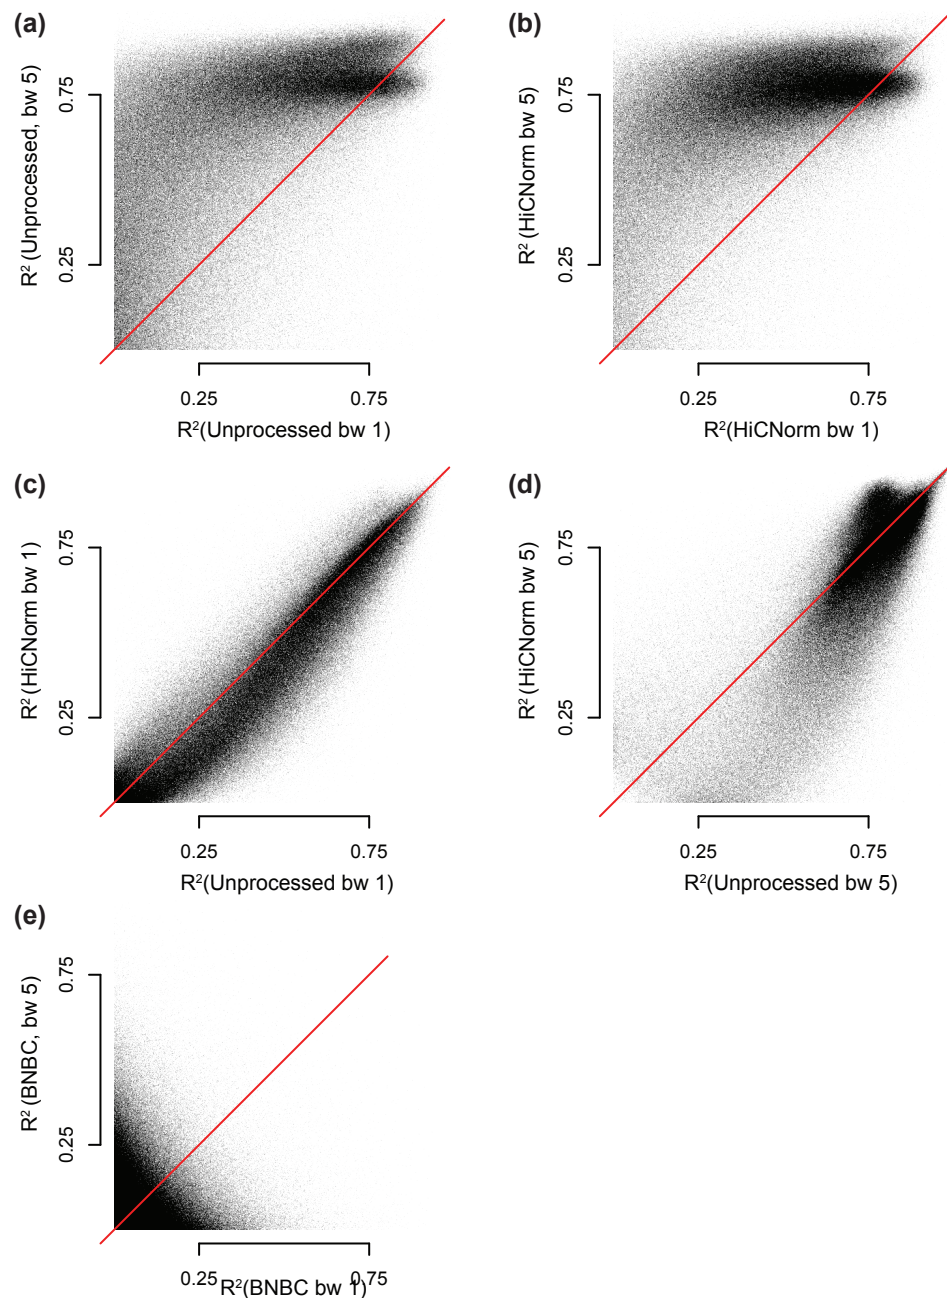 (a)
R² (Unprocessed, bw 5)
0.75
0.25
0.25
0.75
R²(Unprocessed bw 1)
(b)
R² (HiCNorm bw 5)
0.75
0.25
0.25
0.75
R²(HiCNorm bw 1)
(c)
R² (HiCNorm bw 1)
0.75
0.25
0.25
0.75
R²(Unprocessed bw 1)
(d)
R² (HiCNorm bw 5)
0.75
0.25
0.25
0.75
R²(Unprocessed bw 5)
(e)
R² (BNBC, bw 5)
0.75
0.25
0.25
0.75
R²(BNBC bw 1)